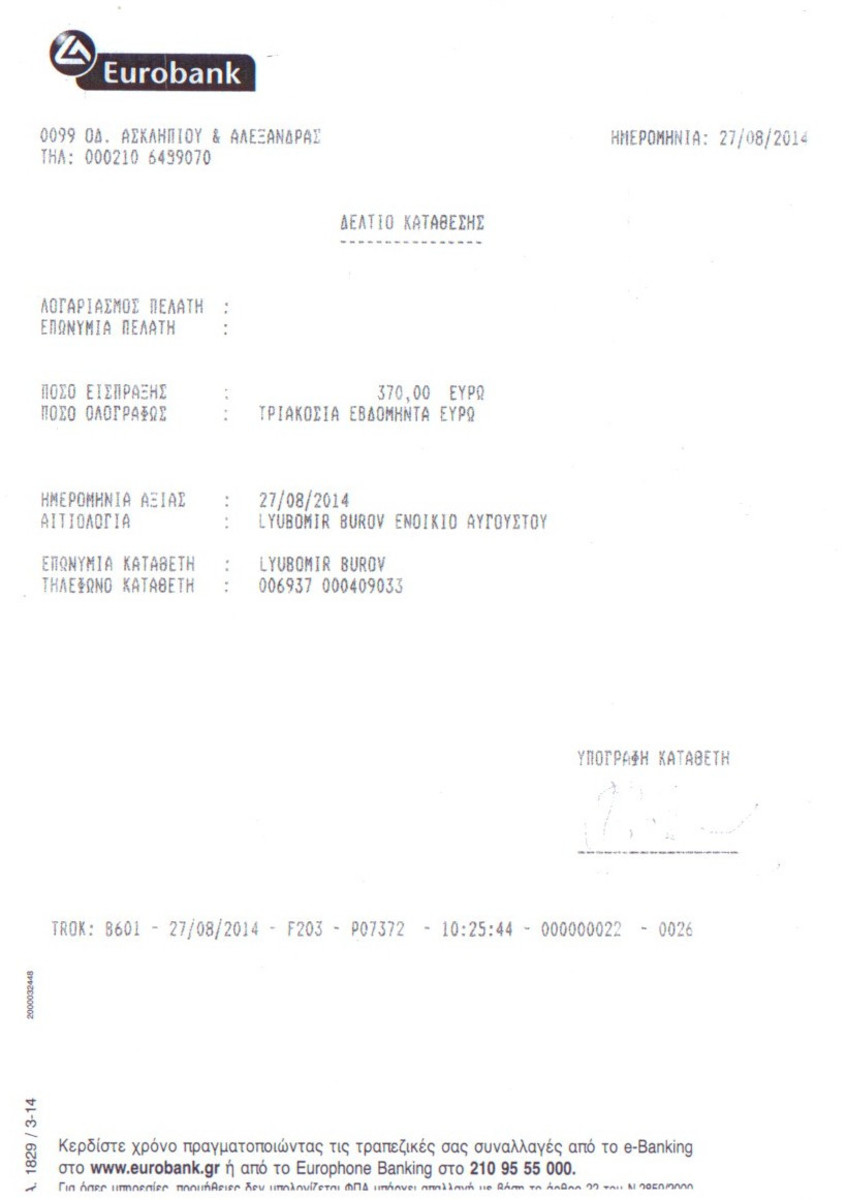 Eurobank
0099 ΟΔ. ΑΣΚΛΗΠΙΟΥ & ΑΛΕΞΑΝΔΡΑΣ ΗΜΕΡΟΜΗΝΙΑ: 27/08/2014
ΤΗΛ: 000210 6439070
ΔΕΛΤΙΟ ΚΑΤΑΘΕΣΗΣ
ΛΟΓΑΡΙΑΣΜΟΣ ΠΕΛΑΤΗ :
ΕΠΩΝΥΜΙΑ ΠΕΛΑΤΗ :
ΠΟΣΟ ΕΙΣΠΡΑΞΗΣ : 370,00 ΕΥΡΩ
ΠΟΣΟ ΟΛΟΓΡΑΦΩΣ : ΤΡΙΑΚΟΣΙΑ ΕΒΔΟΜΗΝΤΑ ΕΥΡΩ
ΗΜΕΡΟΜΗΝΙΑ ΑΞΙΑΣ : 27/08/2014
ΑΙΤΙΟΛΟΓΙΑ : LYUBOMIR BUROV ΕΝΟΙΚΙΟ ΑΥΓΟΥΣΤΟΥ
ΕΠΩΝΥΜΙΑ ΚΑΤΑΘΕΤΗ : LYUBOMIR BUROV
ΤΗΛΕΦΩΝΟ ΚΑΤΑΘΕΤΗ : 006937 000409033
ΥΠΟΓΡΑΦΗ ΚΑΤΑΘΕΤΗ
TROK: B601 - 27/08/2014 - F203 - P07372 - 10:25:44 - 000000022 - 0026
2000032448
Λ. 1829 / 3-14
Κερδίστε χρόνο πραγματοποιώντας τις τραπεζικές σας συναλλαγές από το e-Banking
στο www.eurobank.gr ή από το Europhone Banking στο 210 95 55 000.
Για όσες υπηρεσίες, προμήθειες δεν υπολογίζεται ΦΠΑ υπάρχει απαλλαγή με βάση το άρθρο 22 του Ν.2859/2000